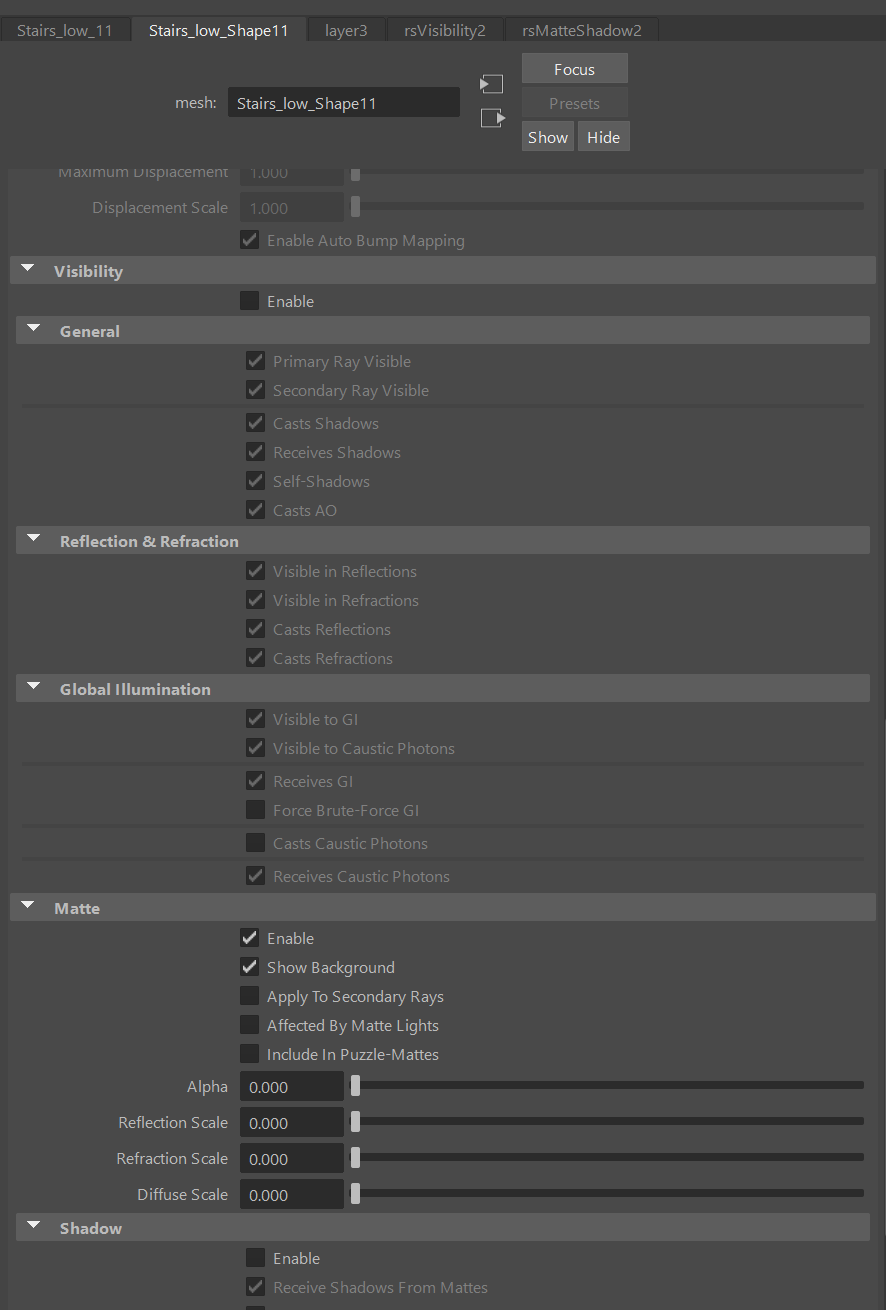 Stairs_low_11 Stairs_low_Shape11 layer3 rsVisibility2 rsMatteShadow2
Focus
mesh: Stairs_low_Shape11 Presets
Show Hide
Maximum Displacement 1.000
Displacement Scale 1.000
Enable Auto Bump Mapping
Visibility
Enable
General
Primary Ray Visible
Secondary Ray Visible
Casts Shadows
Receives Shadows
Self-Shadows
Casts AO
Reflection & Refraction
Visible in Reflections
Visible in Refractions
Casts Reflections
Casts Refractions
Global Illumination
Visible to GI
Visible to Caustic Photons
Receives GI
Force Brute-Force GI
Casts Caustic Photons
Receives Caustic Photons
Matte
Enable
Show Background
Apply To Secondary Rays
Affected By Matte Lights
Include In Puzzle-Mattes
Alpha 0.000
Reflection Scale 0.000
Refraction Scale 0.000
Diffuse Scale 0.000
Shadow
Enable
Receive Shadows From Mattes